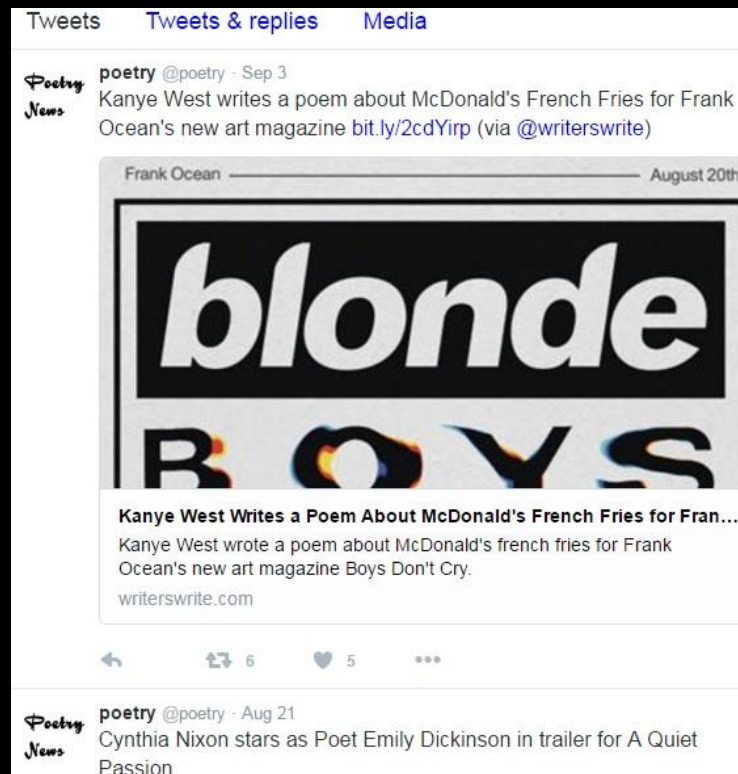 Tweets Tweets & replies Media
Poetry News
poetry @poetry · Sep 3
Kanye West writes a poem about McDonald's French Fries for Frank
Ocean's new art magazine bit.ly/2cdYirp (via @writerswrite)
Frank Ocean August 20th
blonde
BOYS
Kanye West Writes a Poem About McDonald's French Fries for Fran...
Kanye West wrote a poem about McDonald's french fries for Frank
Ocean's new art magazine Boys Don't Cry.
writerswrite.com
6 5
Poetry News
poetry @poetry · Aug 21
Cynthia Nixon stars as Poet Emily Dickinson in trailer for A Quiet
Passion